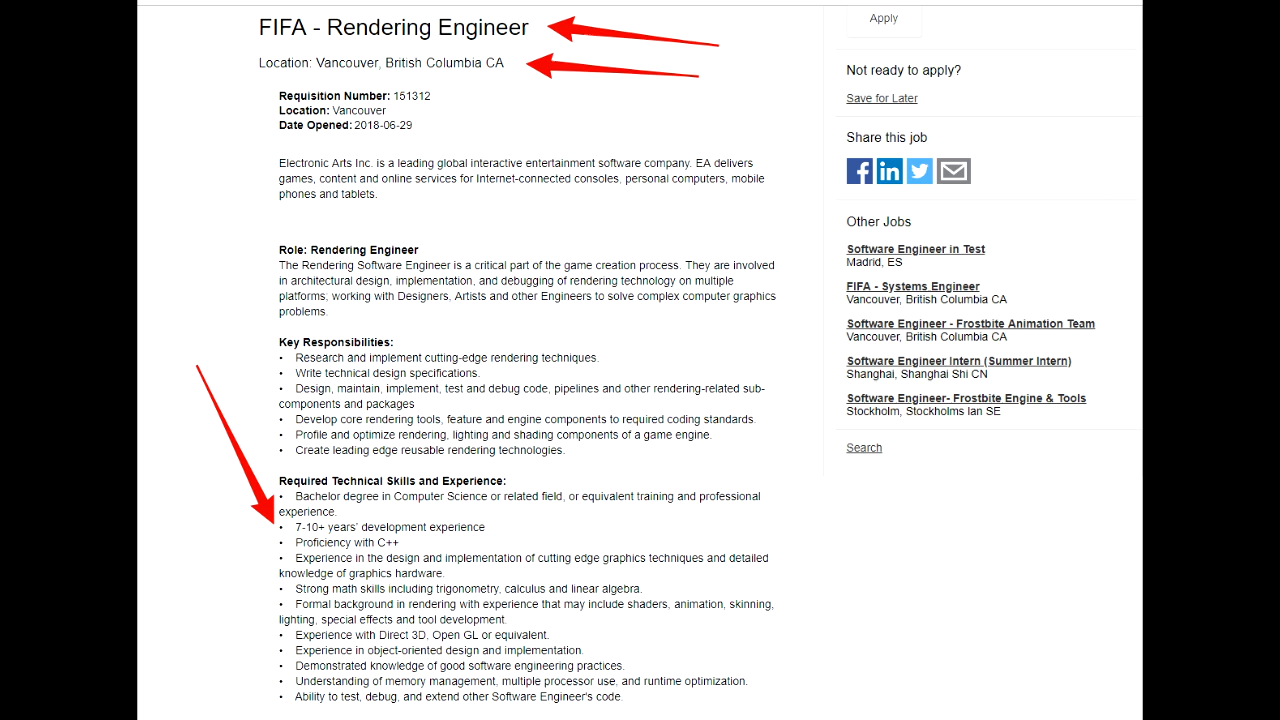 FIFA - Rendering Engineer
Location: Vancouver, British Columbia CA
Requisition Number: 151312
Location: Vancouver
Date Opened: 2018-06-29
Electronic Arts Inc. is a leading global interactive entertainment software company. EA delivers
games, content and online services for Internet-connected consoles, personal computers, mobile
phones and tablets.
Role: Rendering Engineer
The Rendering Software Engineer is a critical part of the game creation process. They are involved
in architectural design, implementation, and debugging of rendering technology on multiple
platforms; working with Designers, Artists and other Engineers to solve complex computer graphics
problems.
Key Responsibilities:
• Research and implement cutting-edge rendering techniques.
• Write technical design specifications.
• Design, maintain, implement, test and debug code, pipelines and other rendering-related sub-
components and packages
• Develop core rendering tools, feature and engine components to required coding standards.
• Profile and optimize rendering, lighting and shading components of a game engine.
• Create leading edge reusable rendering technologies.
Required Technical Skills and Experience:
• Bachelor degree in Computer Science or related field, or equivalent training and professional
experience.
• 7-10+ years' development experience
• Proficiency with C++
• Experience in the design and implementation of cutting edge graphics techniques and detailed
knowledge of graphics hardware.
• Strong math skills including trigonometry, calculus and linear algebra.
• Formal background in rendering with experience that may include shaders, animation, skinning,
lighting, special effects and tool development.
• Experience with Direct 3D, Open GL or equivalent.
• Experience in object-oriented design and implementation.
• Demonstrated knowledge of good software engineering practices.
• Understanding of memory management, multiple processor use, and runtime optimization.
• Ability to test, debug, and extend other Software Engineer's code.
Apply
Not ready to apply?
Save for Later
Share this job
Other Jobs
Software Engineer in Test
Madrid, ES
FIFA - Systems Engineer
Vancouver, British Columbia CA
Software Engineer - Frostbite Animation Team
Vancouver, British Columbia CA
Software Engineer Intern (Summer Intern)
Shanghai, Shanghai Shi CN
Software Engineer- Frostbite Engine & Tools
Stockholm, Stockholms lan SE
Search